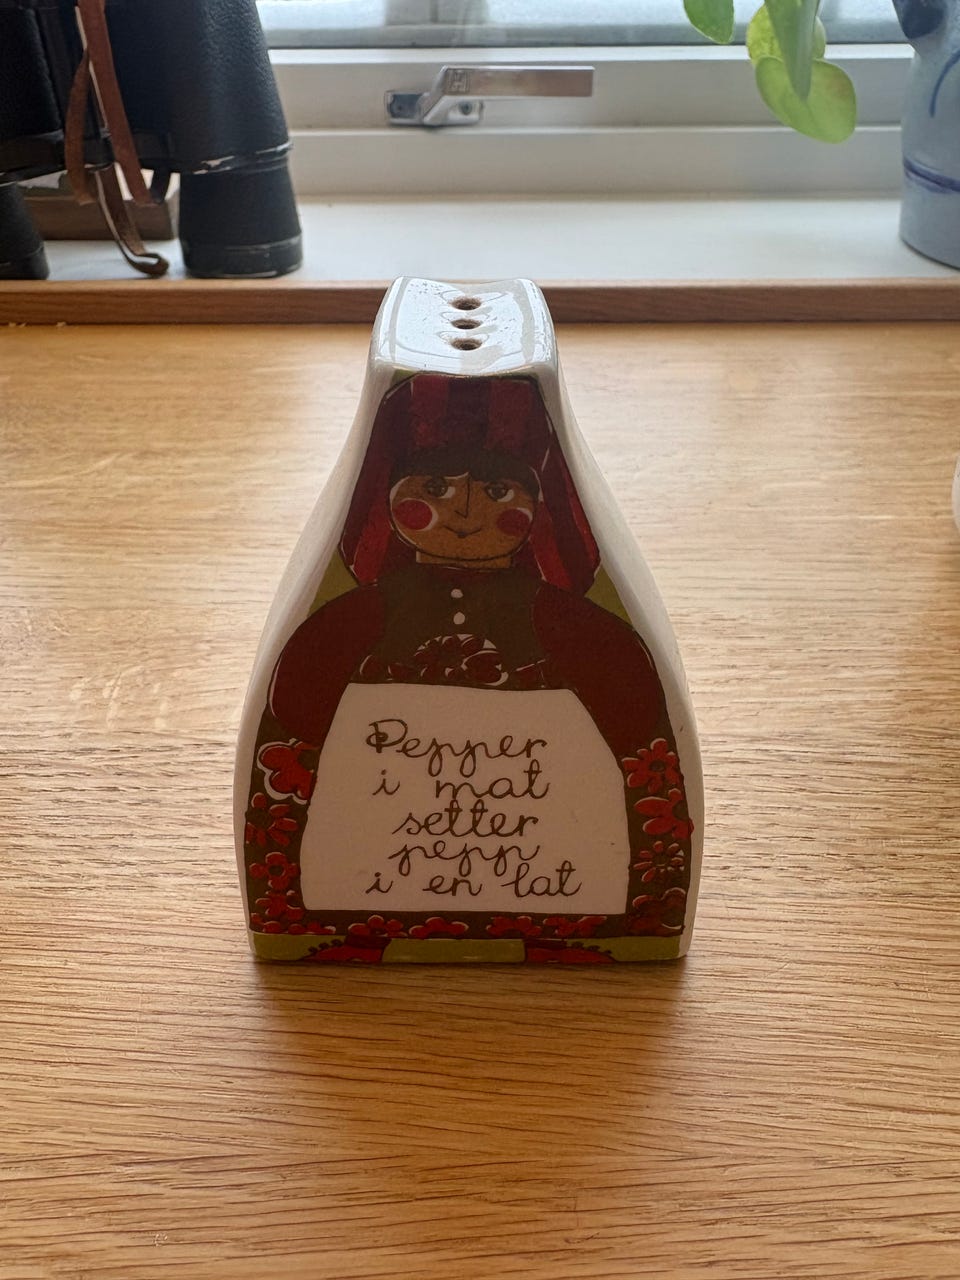 Pepper
i mat
setter
pepp
i en lat